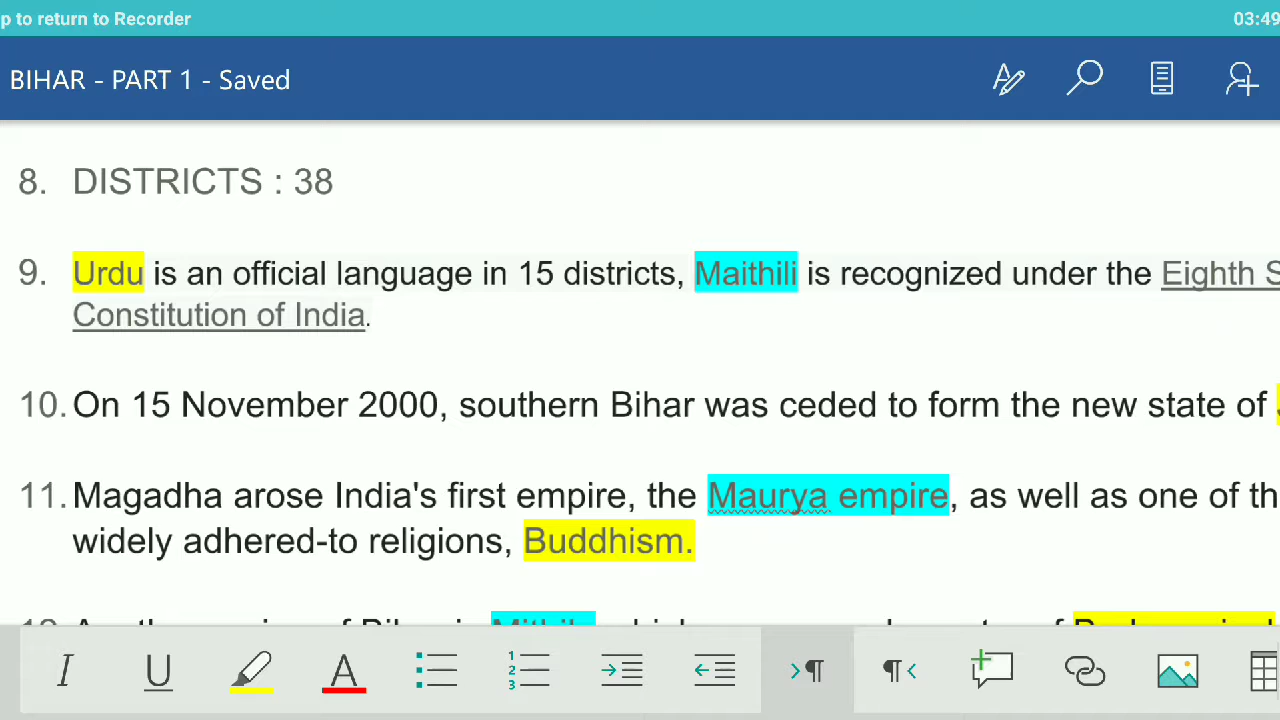 p to return to Recorder 03:49
BIHAR - PART 1 - Saved
8. DISTRICTS : 38
9. Urdu is an official language in 15 districts, Maithili is recognized under the Eighth S
Constitution of India.
10. On 15 November 2000, southern Bihar was ceded to form the new state of
11. Magadha arose India's first empire, the Maurya empire, as well as one of th
widely adhered-to religions, Buddhism.